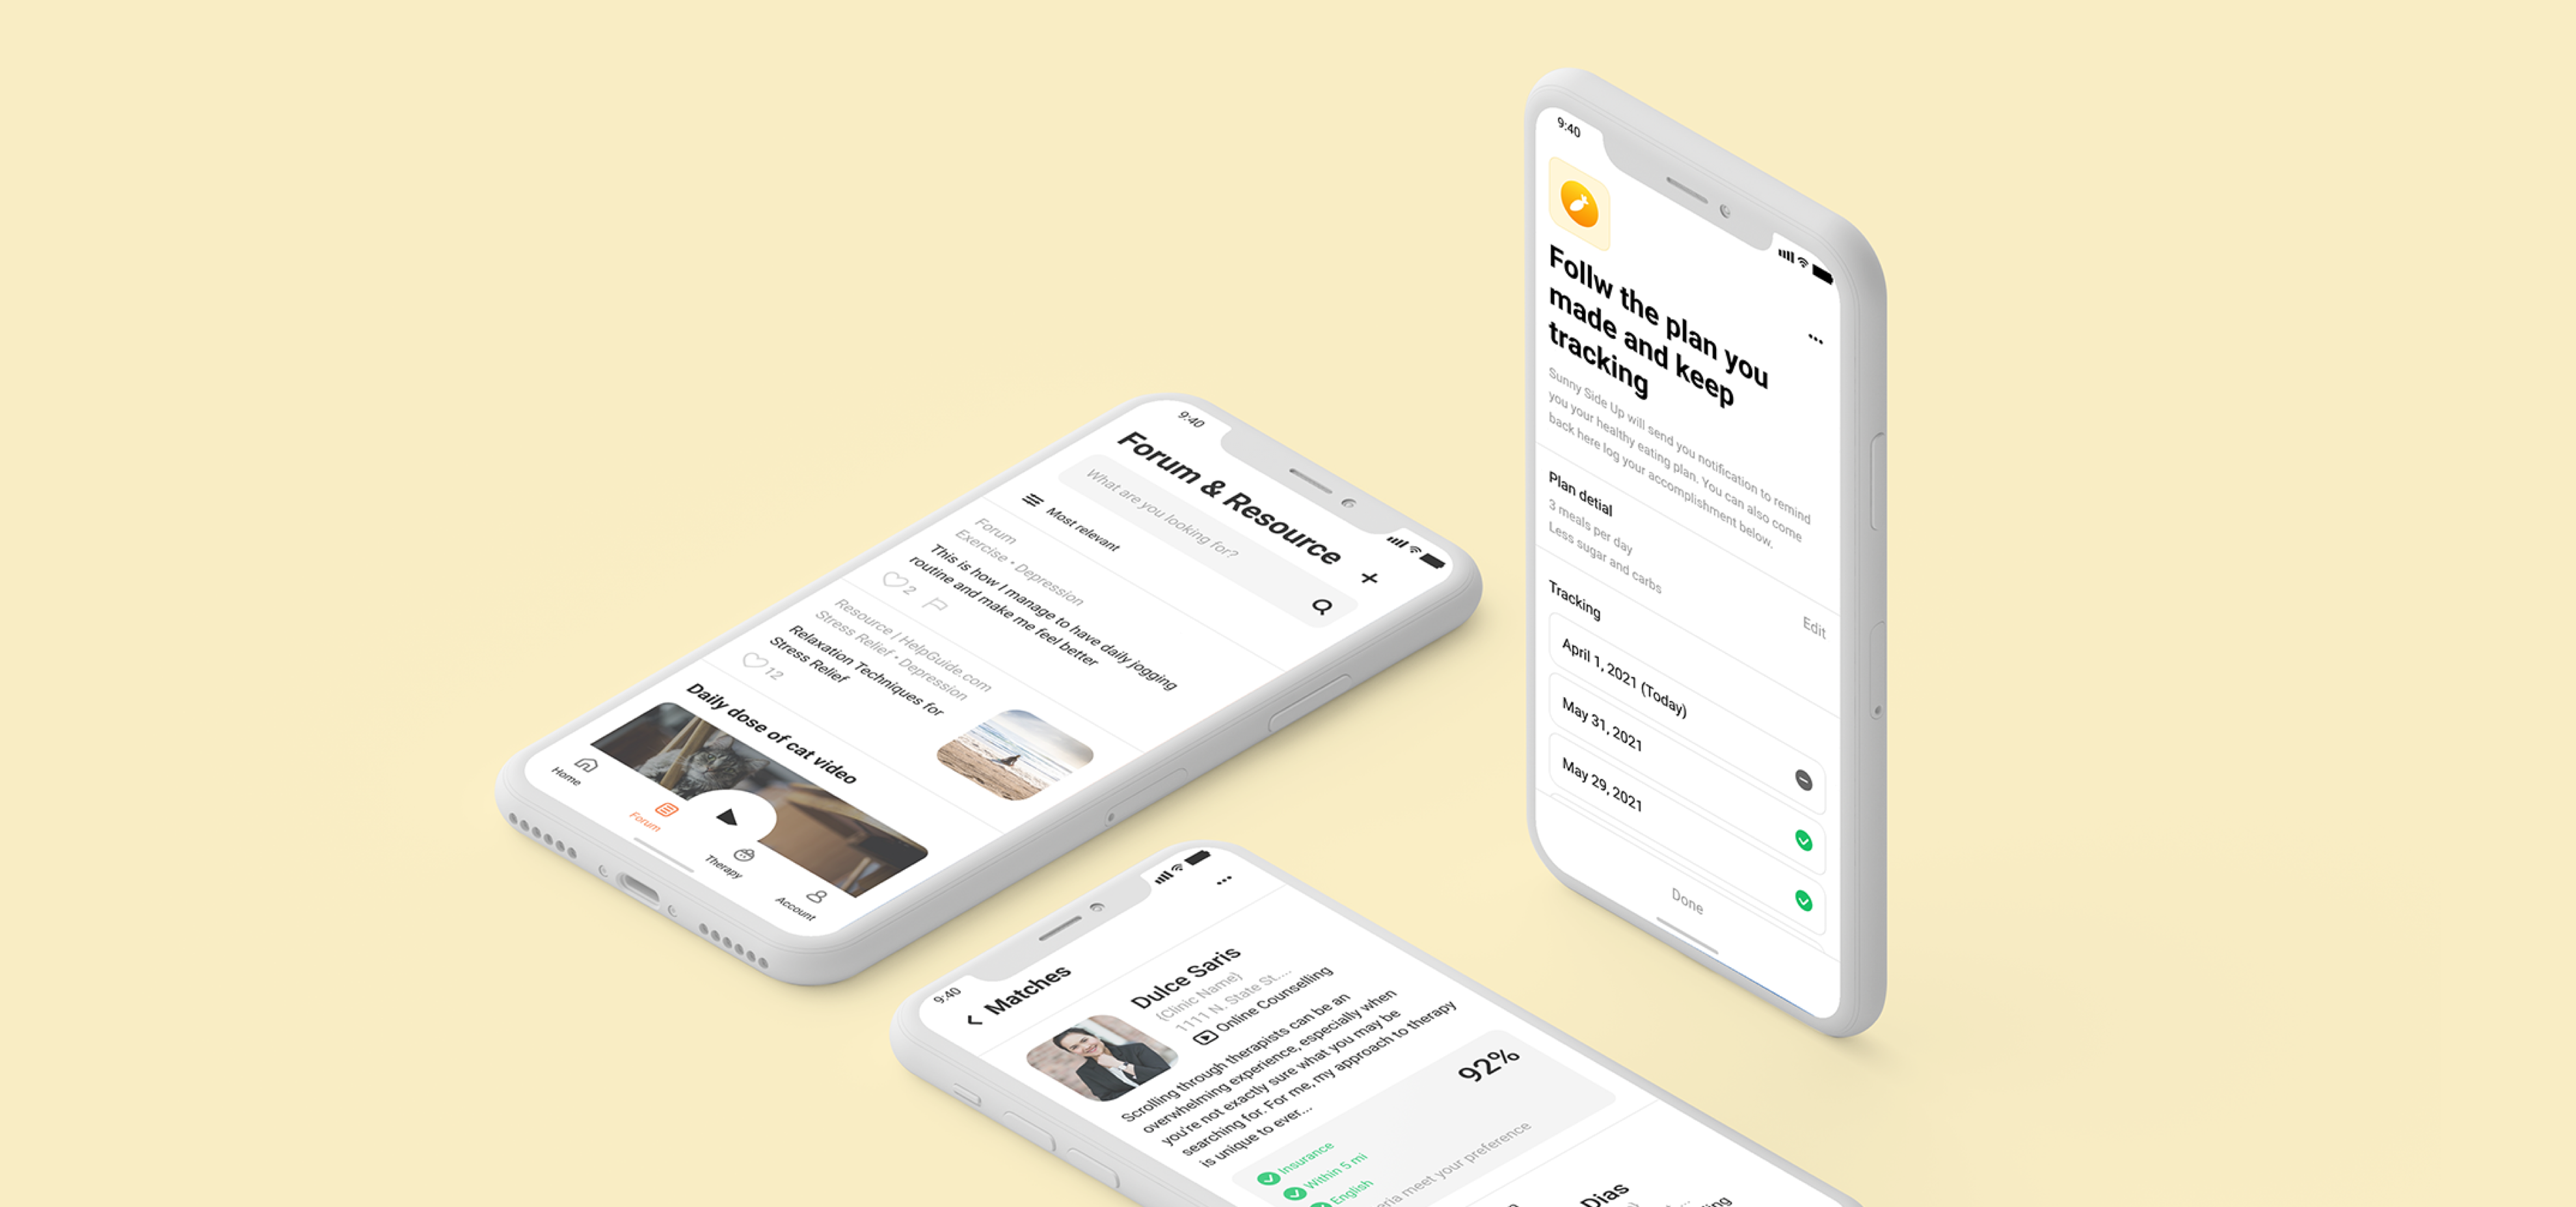 9:40
Forum & Resource
+
What are you looking for?
Most relevant
Forum
Exercise • Depression
This is how I manage to have daily jogging
routine and make me feel better
2
Resource | HelpGuide.com
Stress Relief • Depression
Relaxation Techniques for
Stress Relief
12
Daily dose of cat video
Home
Forum
Therapy
Account
9:40
Matches
Dulce Saris
(Clinic Name)
1111 N. State St....
Online Counselling
Scrolling through therapists can be an
overwhelming experience, especially when
you're not exactly sure what you may be
searching for. For me, my approach to therapy
is unique to ever...
92%
meet your preference
Insurance
Within 5 mi
English
Dias
9:40
Follw the plan you
made and keep
tracking
Sunny Side Up will send you notification to remind
you your healthy eating plan. You can also come
back here log your accomplishment below.
Plan detial
3 meals per day
Less sugar and carbs
Edit
Tracking
April 1, 2021 (Today)
May 31, 2021
May 29, 2021
Done